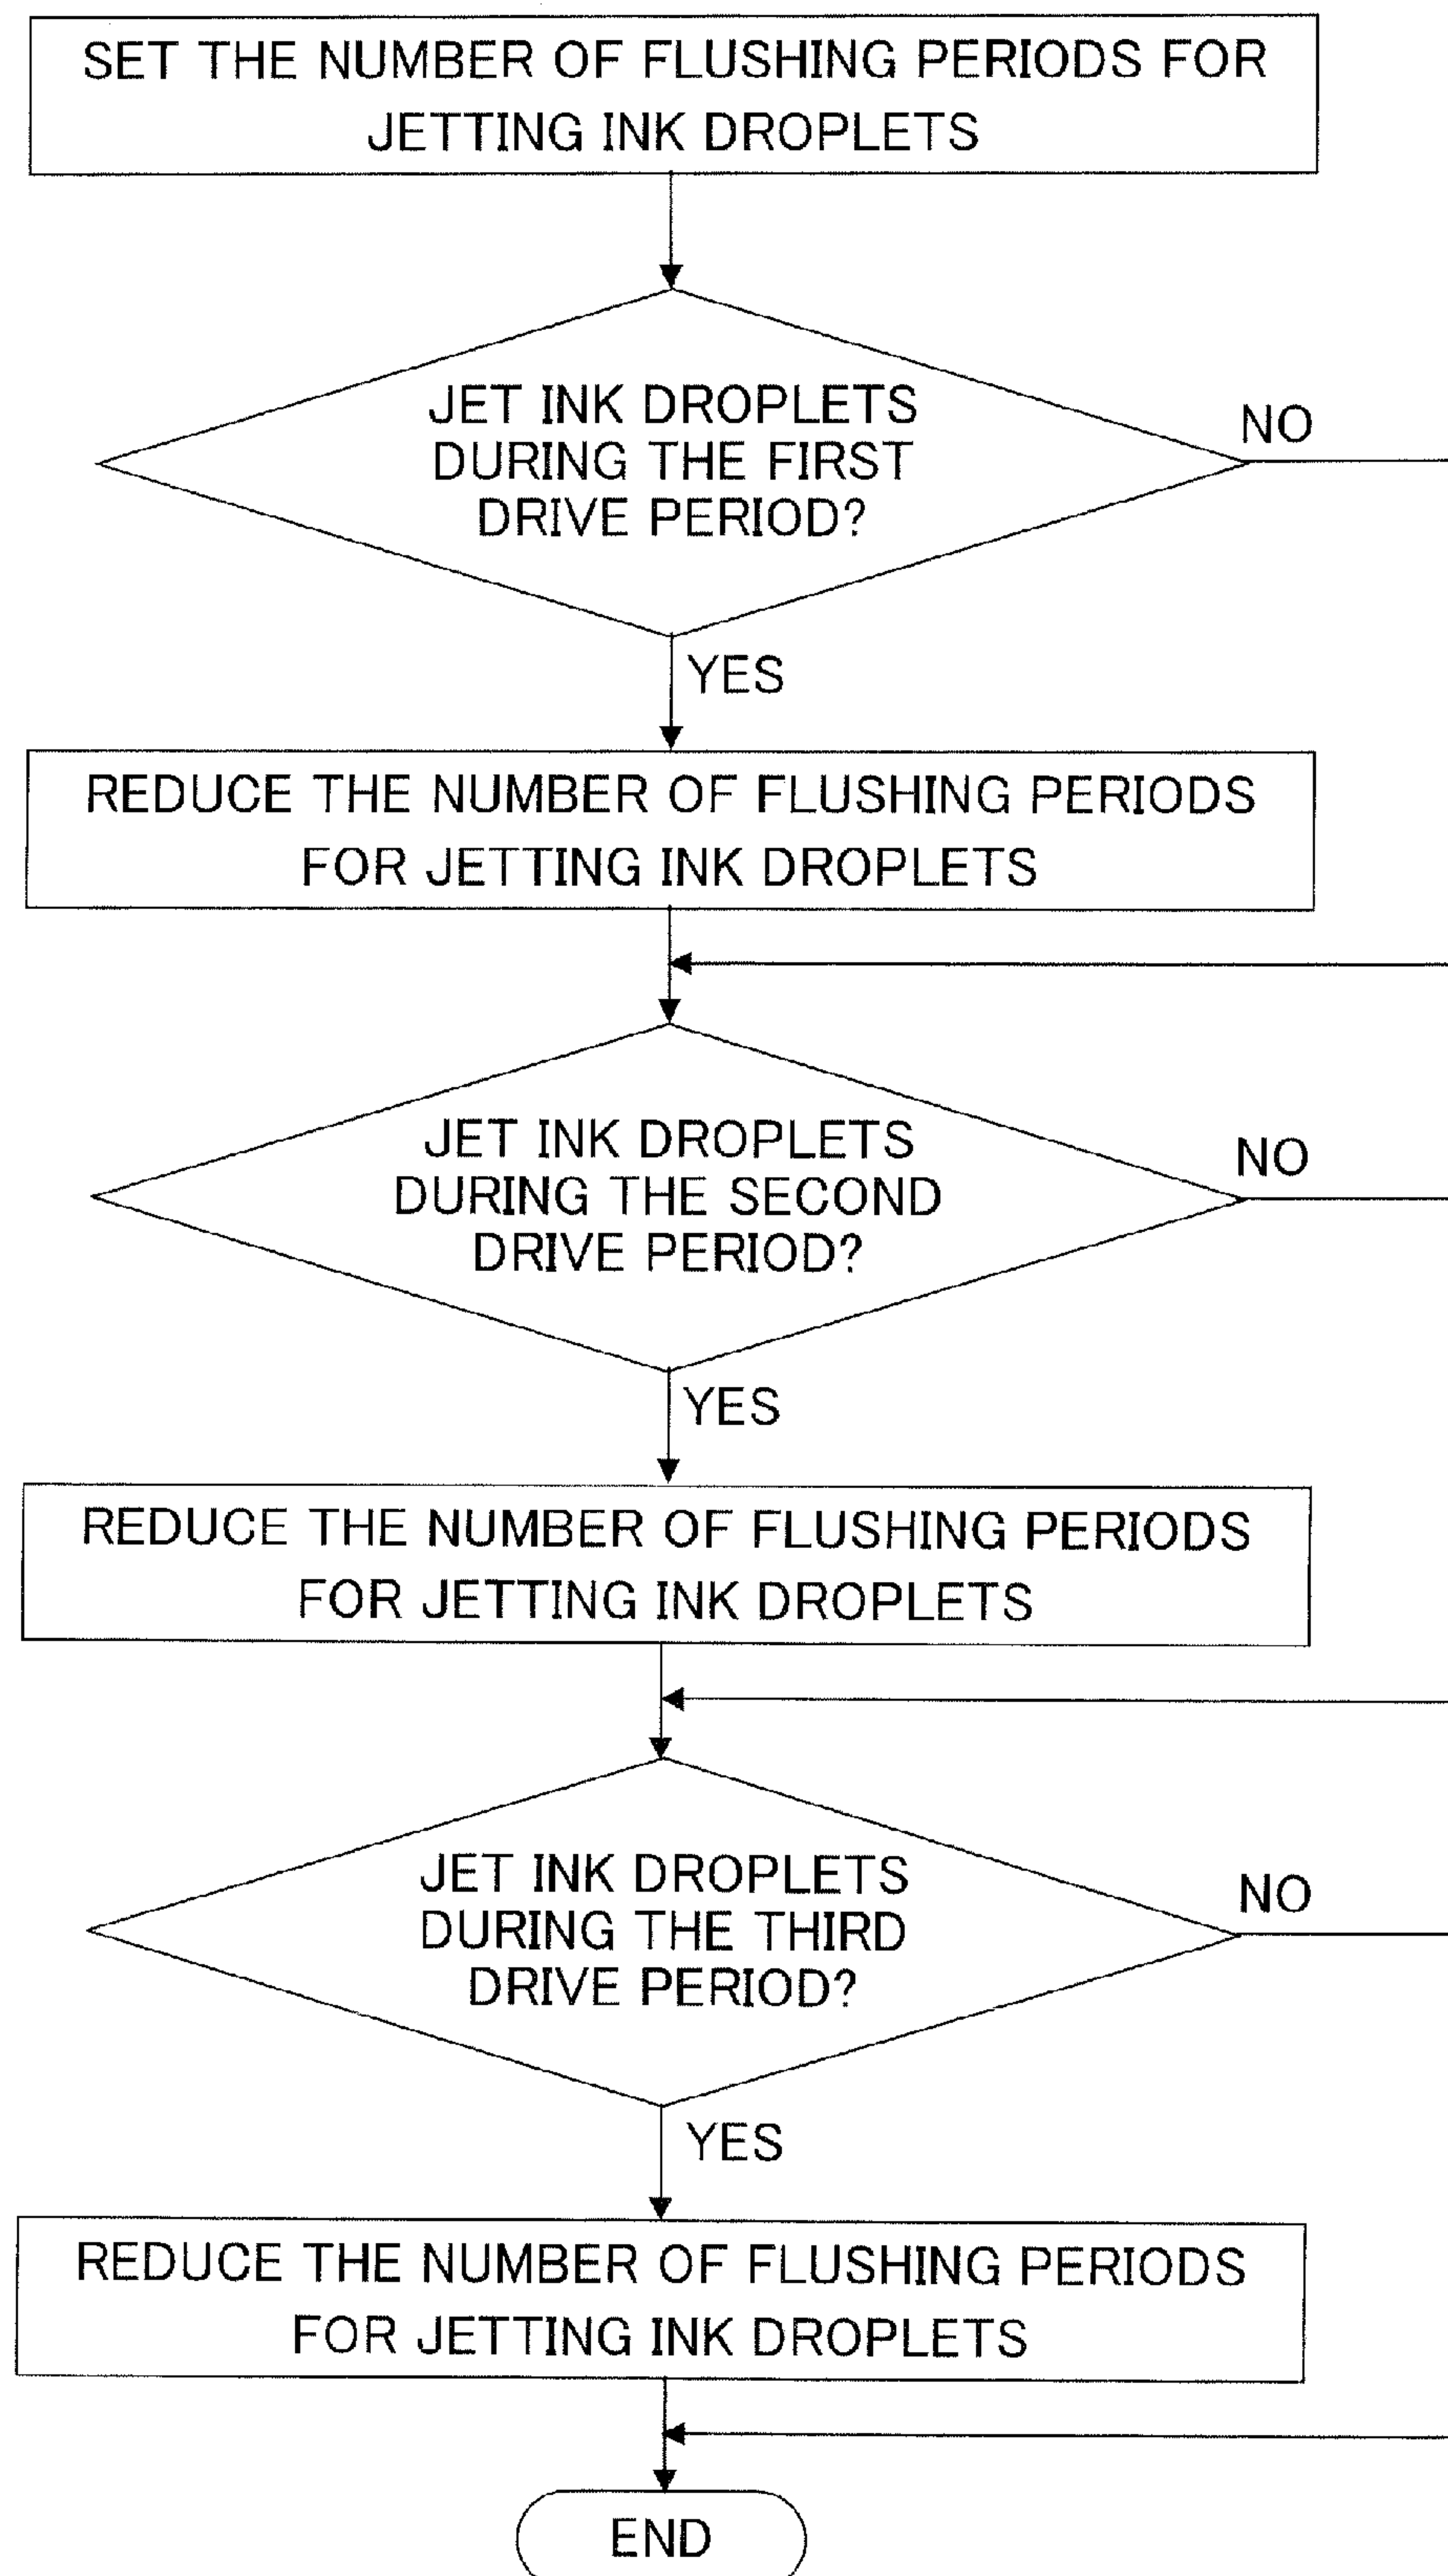 SET THE NUMBER OF FLUSHING PERIODS FOR
JETTING INK DROPLETS
JET INK DROPLETS
DURING THE FIRST
DRIVE PERIOD?
NO
YES
REDUCE THE NUMBER OF FLUSHING PERIODS
FOR JETTING INK DROPLETS
JET INK DROPLETS
DURING THE SECOND
DRIVE PERIOD?
NO
YES
REDUCE THE NUMBER OF FLUSHING PERIODS
FOR JETTING INK DROPLETS
JET INK DROPLETS
DURING THE THIRD
DRIVE PERIOD?
NO
YES
REDUCE THE NUMBER OF FLUSHING PERIODS
FOR JETTING INK DROPLETS
END